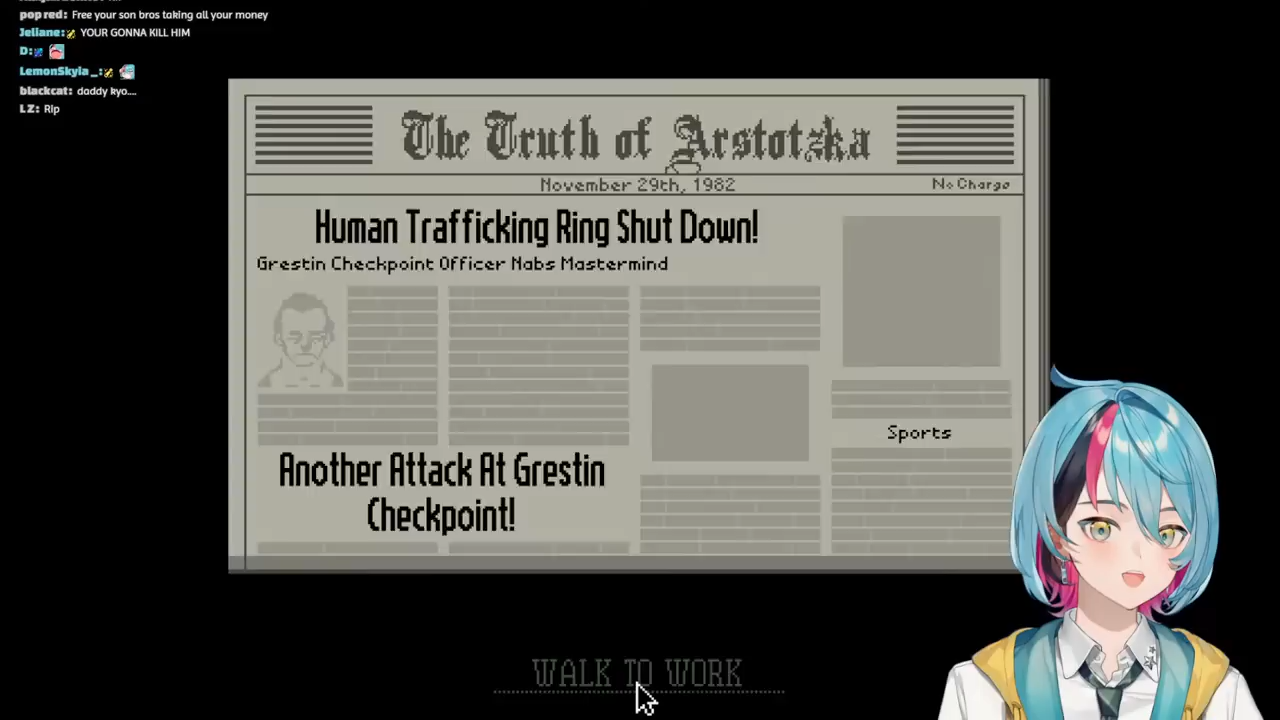 pop red: Free your son bros taking all your money
Jeliane: YOUR GONNA KILL HIM
D:
LemonSkyia_:
blackcat: daddy kyo....
LZ: Rip
The Truth of Arstotzka
November 29th, 1982
No Charge
Human Trafficking Ring Shut Down!
Grestin Checkpoint Officer Nabs Mastermind
Another Attack At Grestin
Checkpoint!
Sports
WALK TO WORK